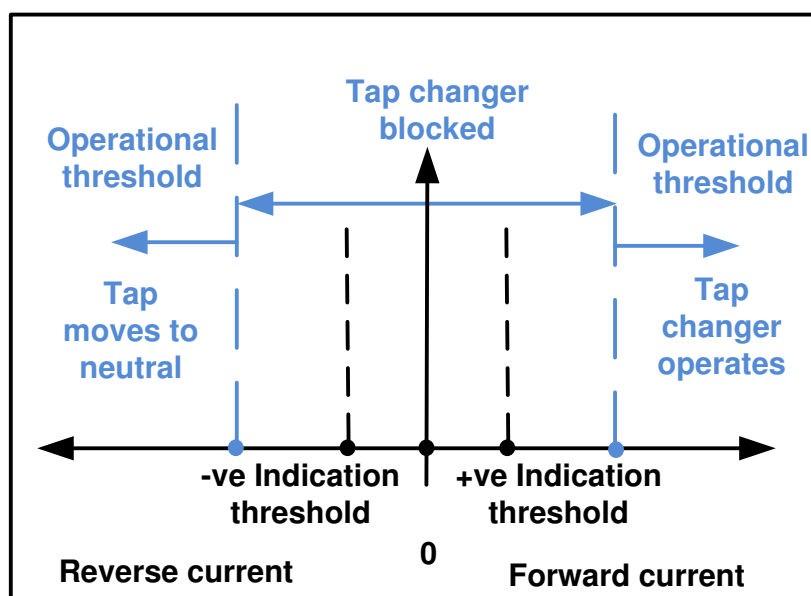 Tap changer
blocked
Operational
threshold
Operational
threshold
Tap
moves to
neutral
Tap
changer
operates
-ve Indication
threshold
+ve Indication
threshold
0
Reverse current
Forward current